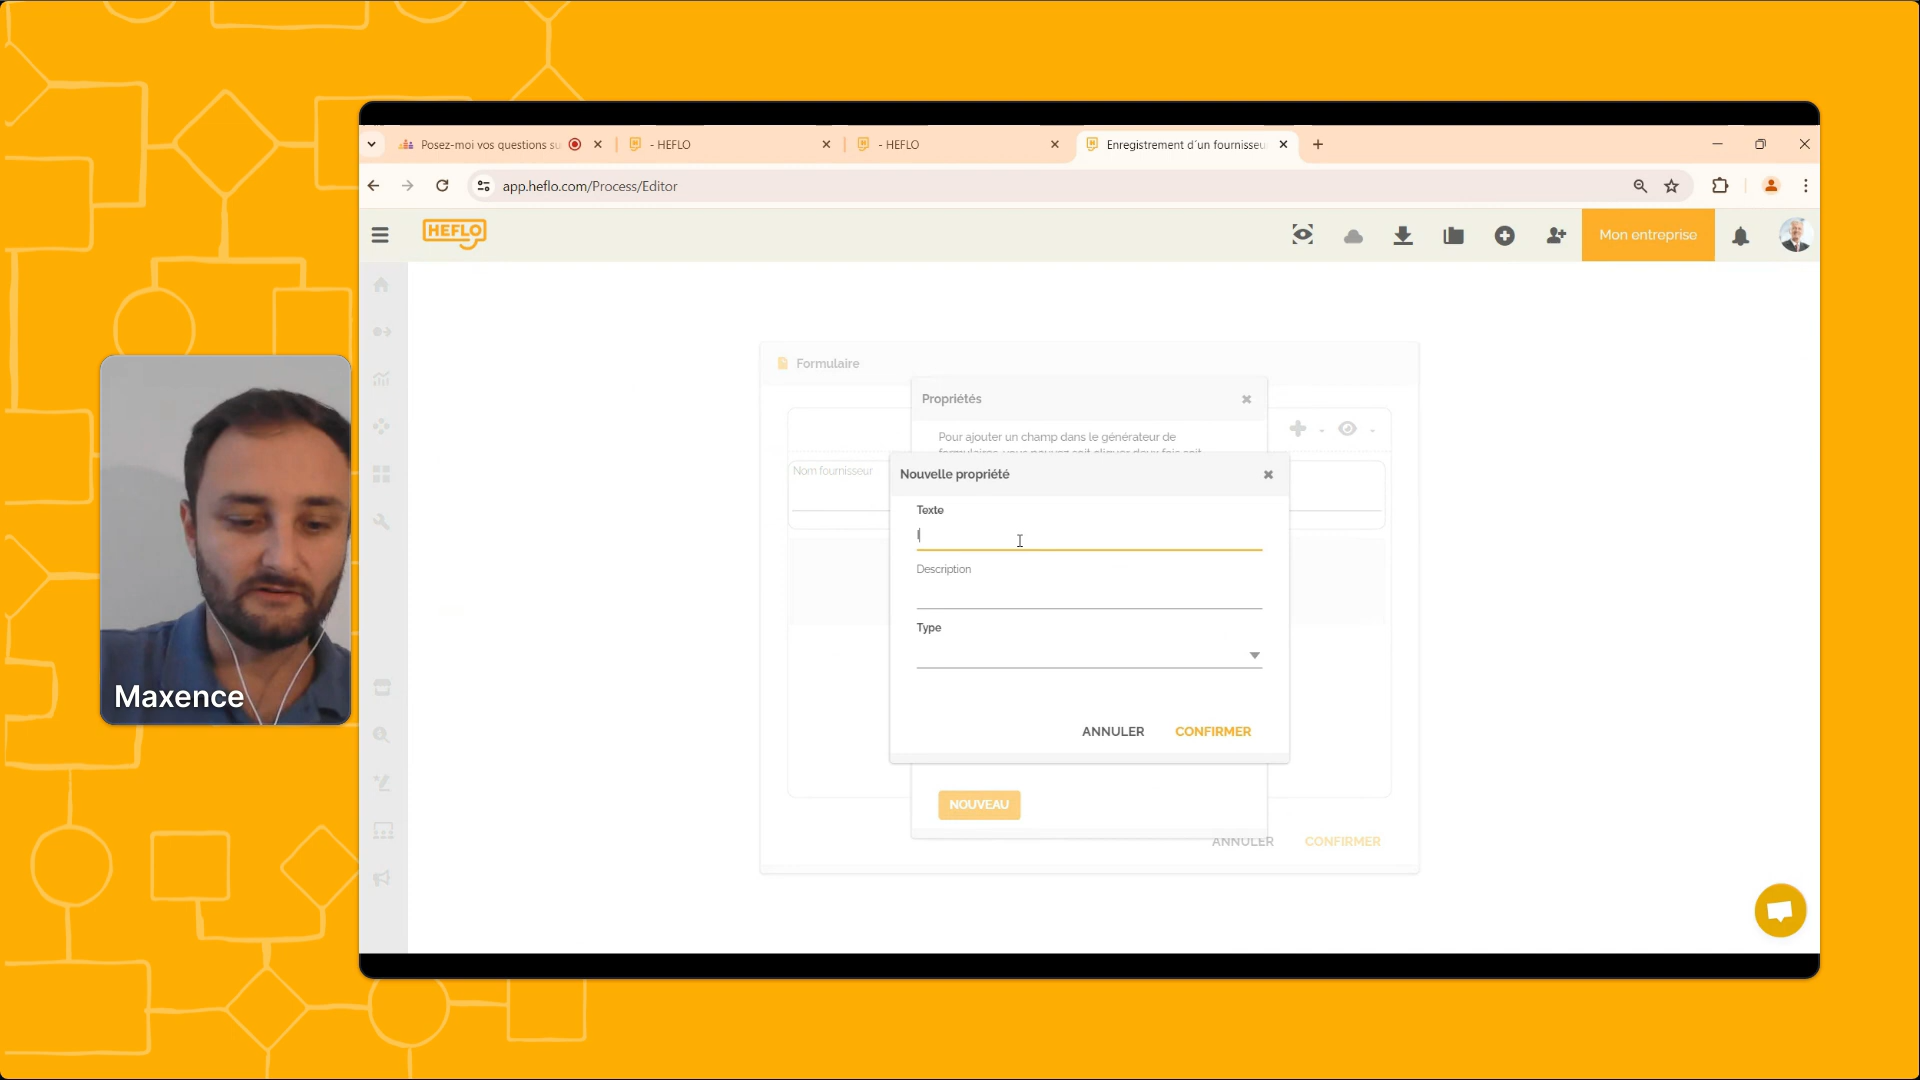 Posez-moi vos questions su
- HEFLO
- HEFLO
Enregistrement d´un fournisseu
app.heflo.com/Process/Editor
HEFLO
Mon entreprise
Formulaire
Propriétés
Pour ajouter un champ dans le générateur de
Nom fournisseur
Nouvelle propriété
Texte
Description
Type
ANNULER
CONFIRMER
NOUVEAU
ANNULER
CONFIRMER
Maxence